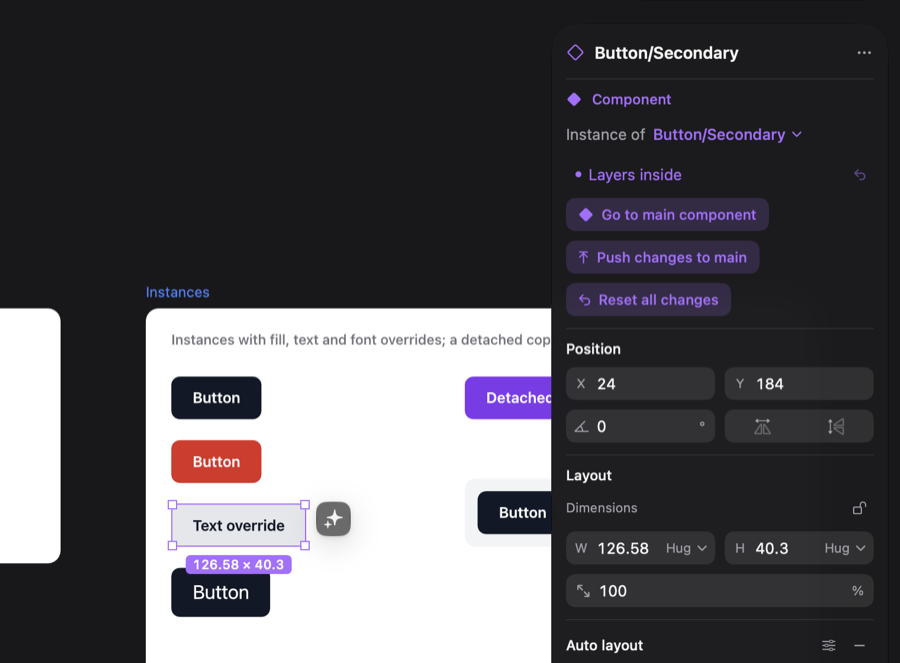 Button/Secondary
Component
Instance of Button/Secondary
Layers inside
Go to main component
Push changes to main
Reset all changes
Position
X 24
Y 184
0 °
Layout
Dimensions
W 126.58 Hug
H 40.3 Hug
100 %
Auto layout
Instances
Instances with fill, text and font overrides; a detached cop
Button
Detached
Button
Text override
Button
126.58 × 40.3
Button